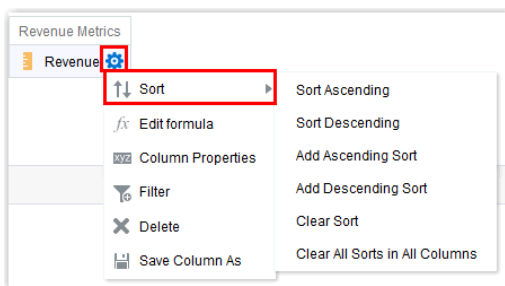 Revenue Metrics
Revenue
Sort
Edit formula
Column Properties
Filter
Delete
Save Column As
Sort Ascending
Sort Descending
Add Ascending Sort
Add Descending Sort
Clear Sort
Clear All Sorts in All Columns